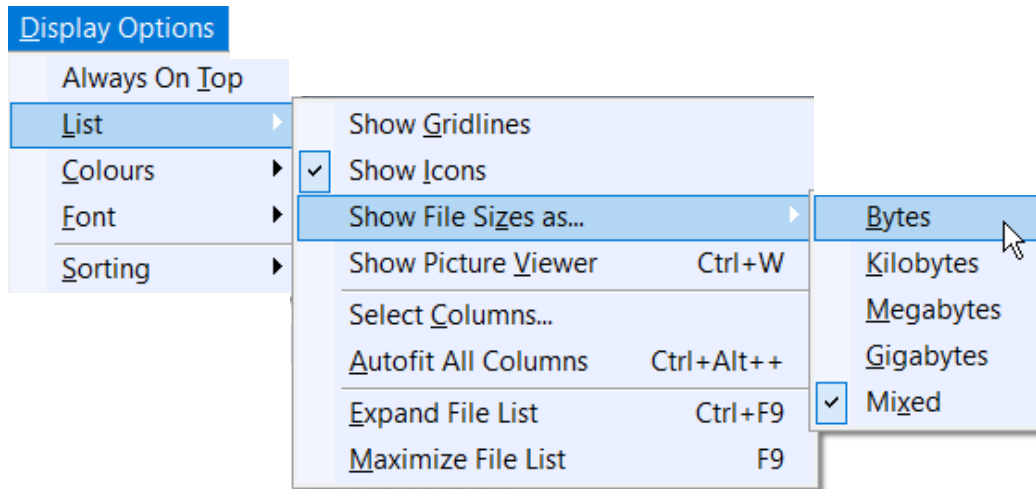 Display Options
Always On Top
List
Colours
Font
Sorting
Show Gridlines
Show Icons
Show File Sizes as...
Show Picture Viewer Ctrl+W
Select Columns...
Autofit All Columns Ctrl+Alt++
Expand File List Ctrl+F9
Maximize File List F9
Bytes
Kilobytes
Megabytes
Gigabytes
Mixed